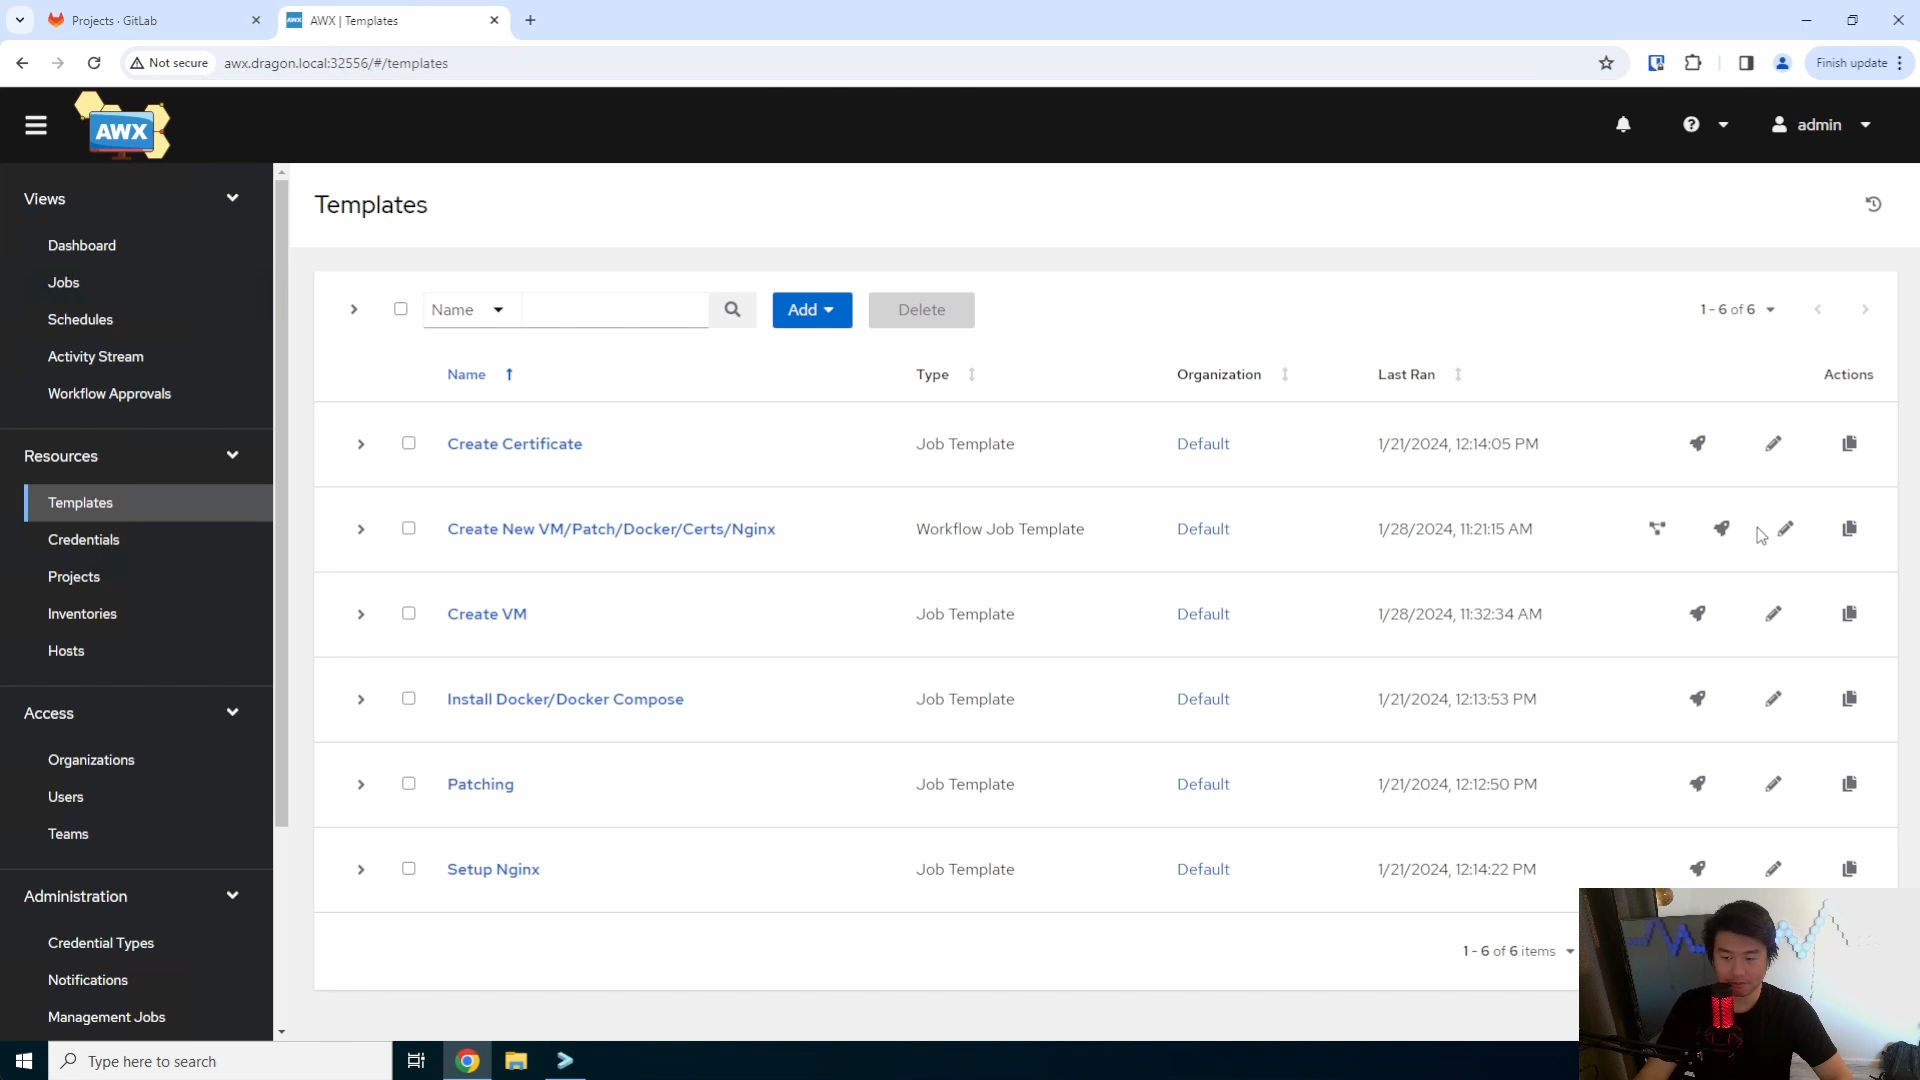 Projects · GitLab
AWX | Templates
Not secure
awx.dragon.local:32556/#/templates
Finish update
AWX
admin
Views
Dashboard
Jobs
Schedules
Activity Stream
Workflow Approvals
Resources
Templates
Credentials
Projects
Inventories
Hosts
Access
Organizations
Users
Teams
Administration
Credential Types
Notifications
Management Jobs
Templates
Name
Add
Delete
1 - 6 of 6
Name Type Organization Last Ran Actions
Create Certificate Job Template Default 1/21/2024, 12:14:05 PM
Create New VM/Patch/Docker/Certs/Nginx Workflow Job Template Default 1/28/2024, 11:21:15 AM
Create VM Job Template Default 1/28/2024, 11:32:34 AM
Install Docker/Docker Compose Job Template Default 1/21/2024, 12:13:53 PM
Patching Job Template Default 1/21/2024, 12:12:50 PM
Setup Nginx Job Template Default 1/21/2024, 12:14:22 PM
1 - 6 of 6 items
Type here to search